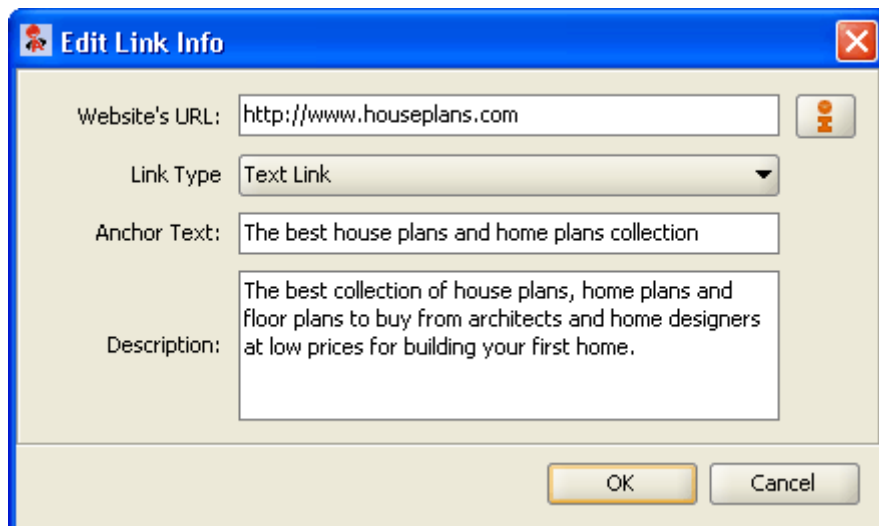 Edit Link Info
Website's URL: http://www.houseplans.com
Link Type Text Link
Anchor Text: The best house plans and home plans collection
Description: The best collection of house plans, home plans and
floor plans to buy from architects and home designers
at low prices for building your first home.
OK Cancel